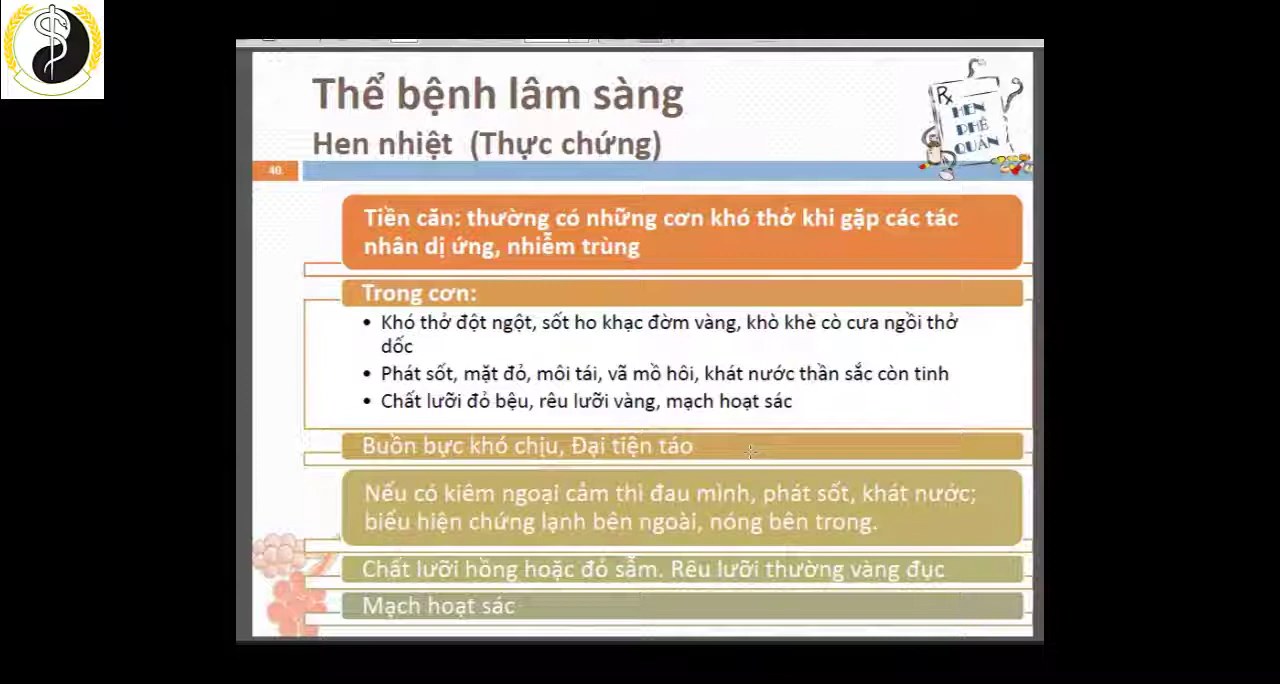 Thể bệnh lâm sàng
Hen nhiệt (Thực chứng)
Rx
HEN
PHẾ
QUẢN
40.
Tiền căn: thường có những cơn khó thở khi gặp các tác
nhân dị ứng, nhiễm trùng
Trong cơn:
• Khó thở đột ngột, sốt ho khạc đờm vàng, khò khè cò cưa ngồi thở
dốc
• Phát sốt, mặt đỏ, môi tái, vã mồ hôi, khát nước thần sắc còn tinh
• Chất lưỡi đỏ bệu, rêu lưỡi vàng, mạch hoạt sác
Buồn bực khó chịu, Đại tiện táo
Nếu có kiêm ngoại cảm thì đau mình, phát sốt, khát nước;
biểu hiện chứng lạnh bên ngoài, nóng bên trong.
Chất lưỡi hồng hoặc đỏ sẫm. Rêu lưỡi thường vàng đục
Mạch hoạt sác